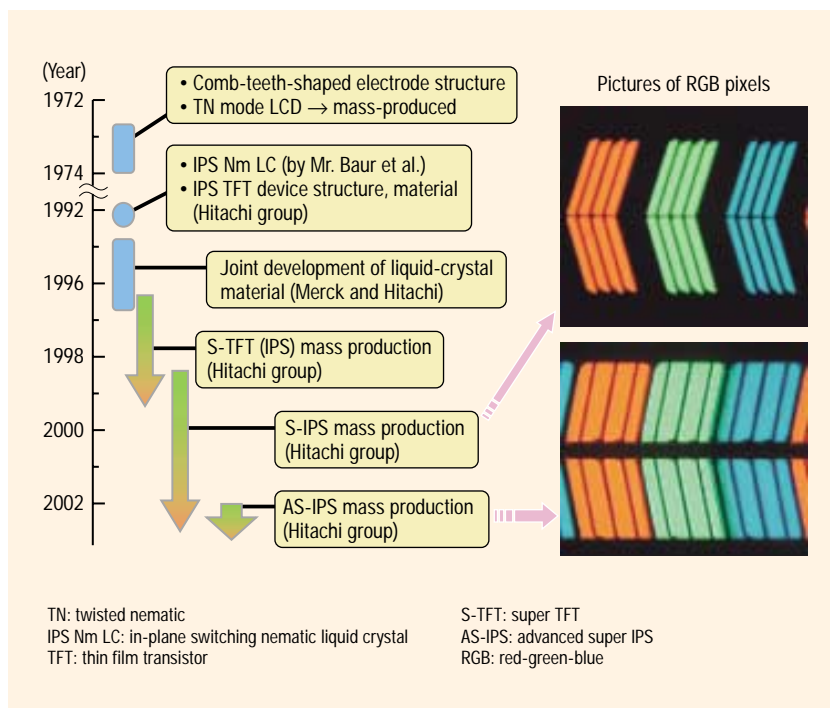 (Year)
1972
1974
1992
1996
1998
2000
2002
• Comb-teeth-shaped electrode structure
• TN mode LCD → mass-produced
• IPS Nm LC (by Mr. Baur et al.)
• IPS TFT device structure, material
(Hitachi group)
Joint development of liquid-crystal
material (Merck and Hitachi)
S-TFT (IPS) mass production
(Hitachi group)
S-IPS mass production
(Hitachi group)
AS-IPS mass production
(Hitachi group)
Pictures of RGB pixels
TN: twisted nematic
IPS Nm LC: in-plane switching nematic liquid crystal
TFT: thin film transistor
S-TFT: super TFT
AS-IPS: advanced super IPS
RGB: red-green-blue